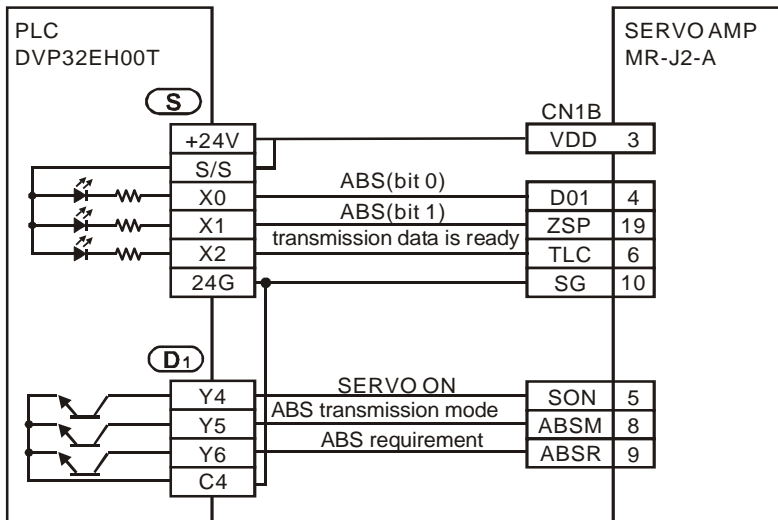 PLC
DVP32EH00T
SERVO AMP
MR-J2-A
S
CN1B
+24V
VDD 3
S/S
X0 ABS(bit 0) D01 4
X1 ABS(bit 1) ZSP 19
X2 transmission data is ready TLC 6
24G SG 10
D1
Y4 SERVO ON SON 5
Y5 ABS transmission mode ABSM 8
Y6 ABS requirement ABSR 9
C4